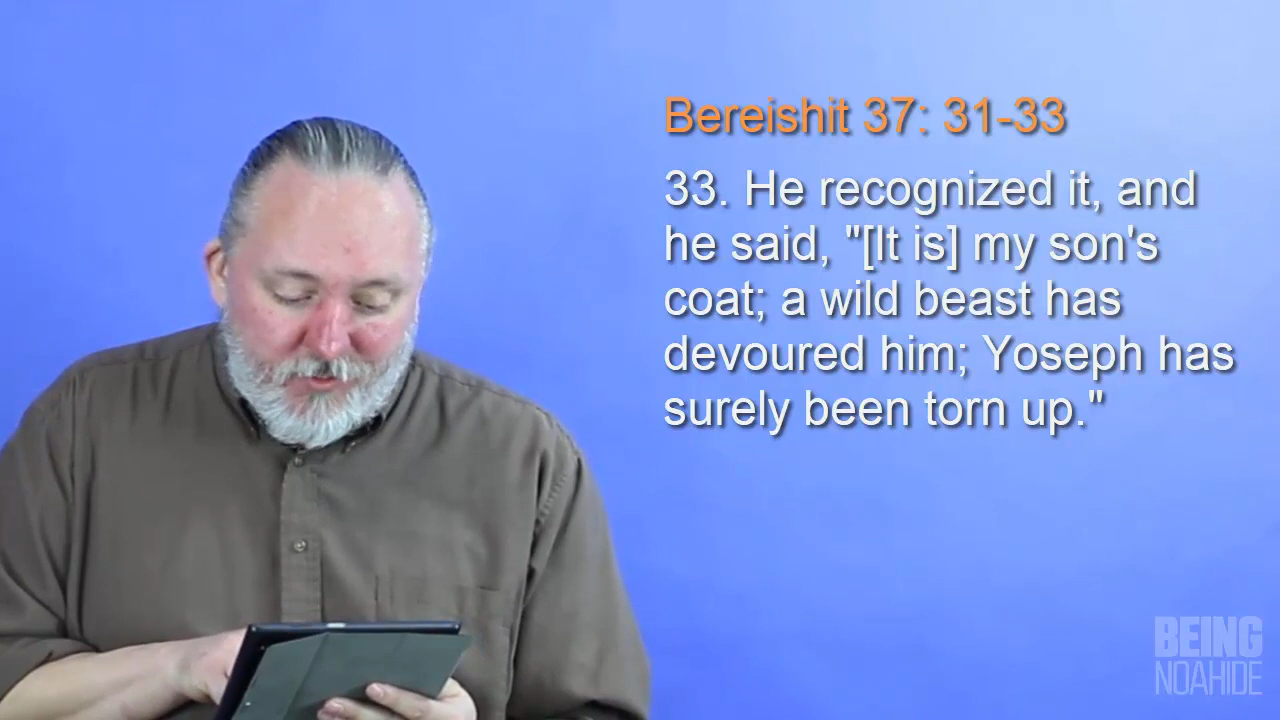 Bereishit 37: 31-33
33. He recognized it, and
he said, "[It is] my son's
coat; a wild beast has
devoured him; Yoseph has
surely been torn up."
BEING
NOAHIDE